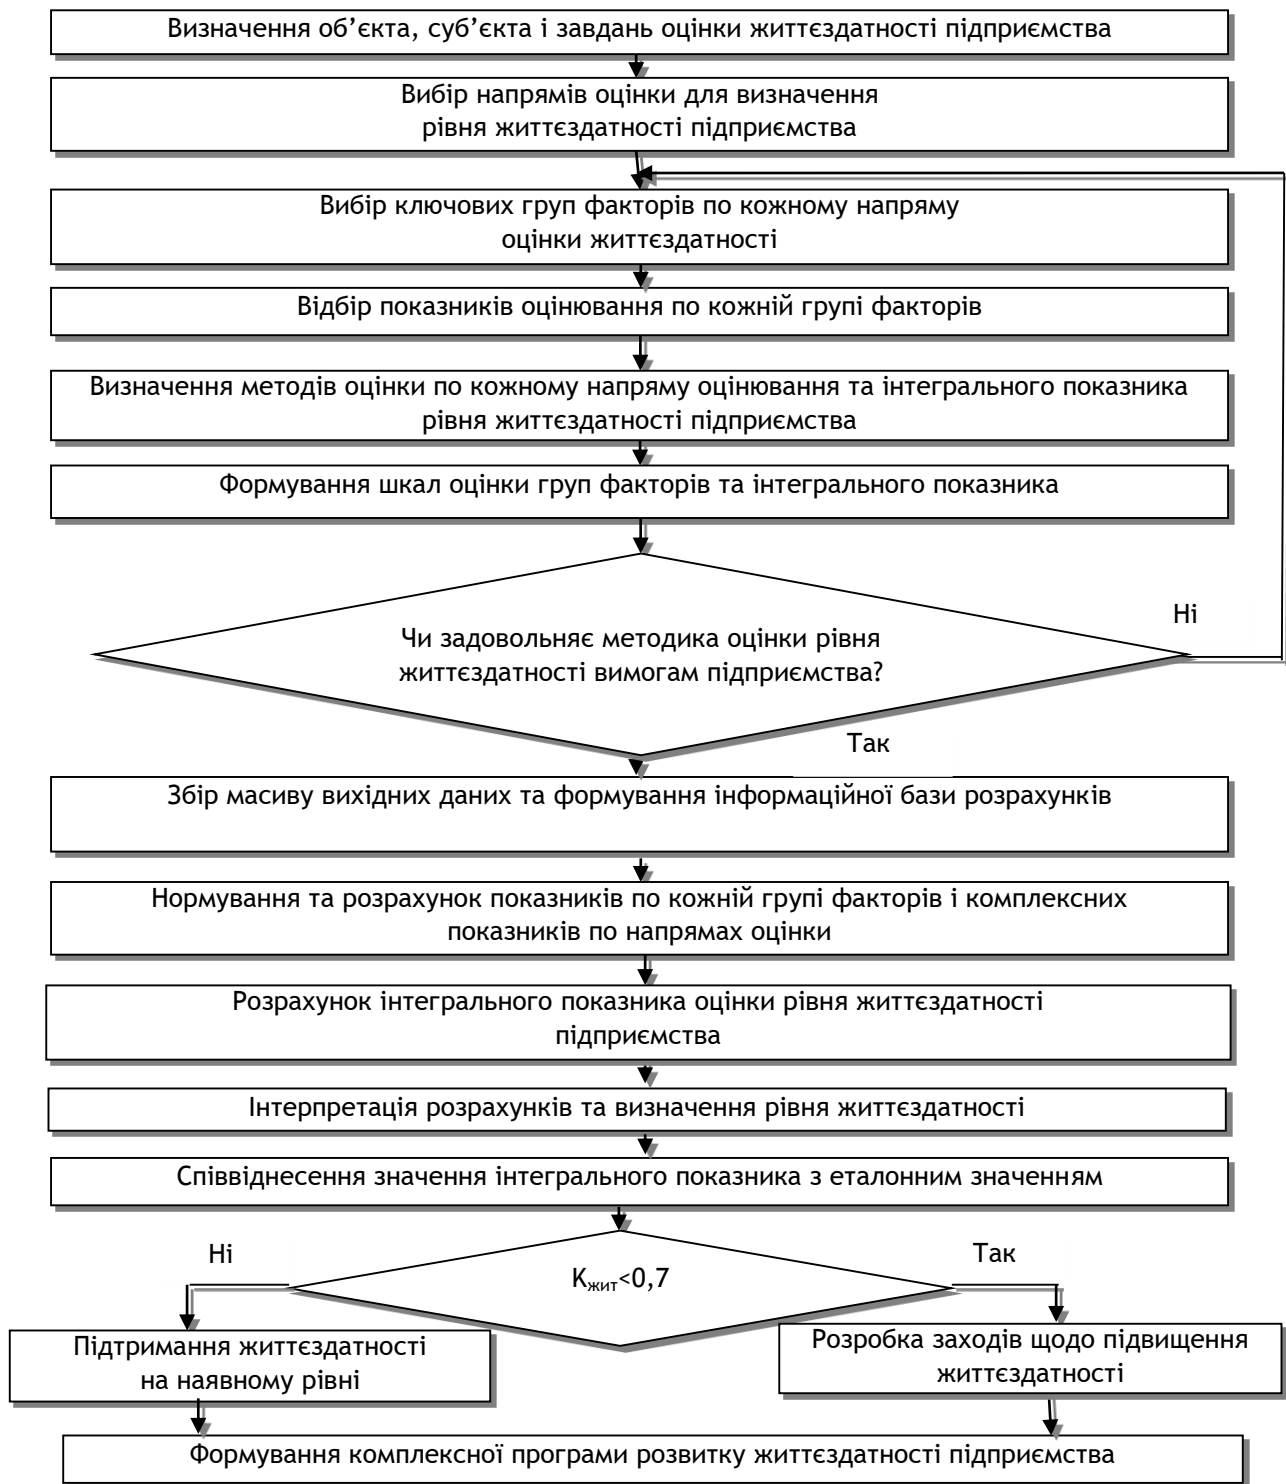 Визначення об’єкта, суб’єкта і завдань оцінки життєздатності підприємства
Вибір напрямів оцінки для визначення
рівня життєздатності підприємства
Вибір ключових груп факторів по кожному напряму
оцінки життєздатності
Відбір показників оцінювання по кожній групі факторів
Визначення методів оцінки по кожному напряму оцінювання та інтегрального показника
рівня життєздатності підприємства
Формування шкал оцінки груп факторів та інтегрального показника
Ні
Чи задовольняє методика оцінки рівня
життєздатності вимогам підприємства?
Так
Збір масиву вихідних даних та формування інформаційної бази розрахунків
Нормування та розрахунок показників по кожній групі факторів і комплексних
показників по напрямах оцінки
Розрахунок інтегрального показника оцінки рівня життєздатності
підприємства
Інтерпретація розрахунків та визначення рівня життєздатності
Співвіднесення значення інтегрального показника з еталонним значенням
Ні
Так
Kжит<0,7
Підтримання життєздатності
на наявному рівні
Розробка заходів щодо підвищення
життєздатності
Формування комплексної програми розвитку життєздатності підприємства